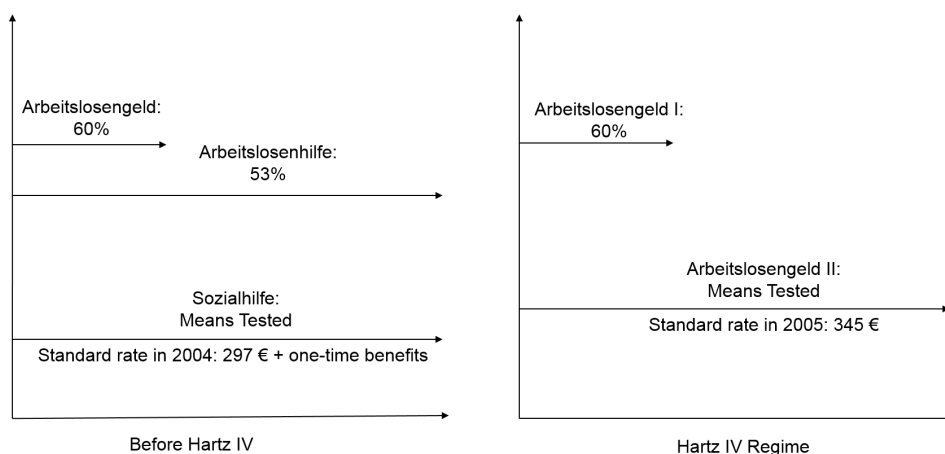 Arbeitslosengeld:
60%
Arbeitslosenhilfe:
53%
Sozialhilfe:
Means Tested
Standard rate in 2004: 297 € + one-time benefits
Before Hartz IV
Arbeitslosengeld I:
60%
Arbeitslosengeld II:
Means Tested
Standard rate in 2005: 345 €
Hartz IV Regime